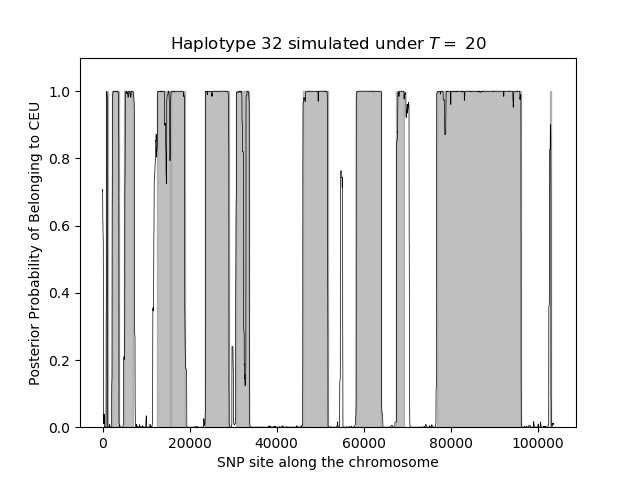 Haplotype 32 simulated under T = 20
Posterior Probability of Belonging to CEU
1.0
0.8
0.6
0.4
0.2
0.0
0 20000 40000 60000 80000 100000
SNP site along the chromosome